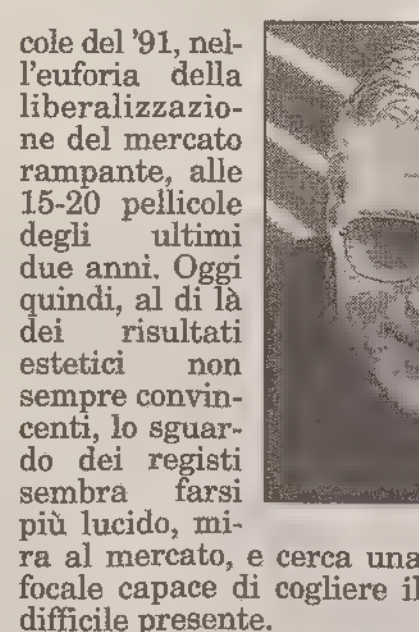 cole del '91, nel-
l'euforia della
liberalizzazio-
ne del mercato
rampante, alle
15-20 pellicole
degli ultimi
due anni. Oggi
quindi, al di là
dei risultati
estetici non
sempre convin-
centi, lo sguar-
do dei registi
sembra farsi
più lucido, mi-
ra al mercato, e cerca una
focale capace di cogliere il
difficile presente.